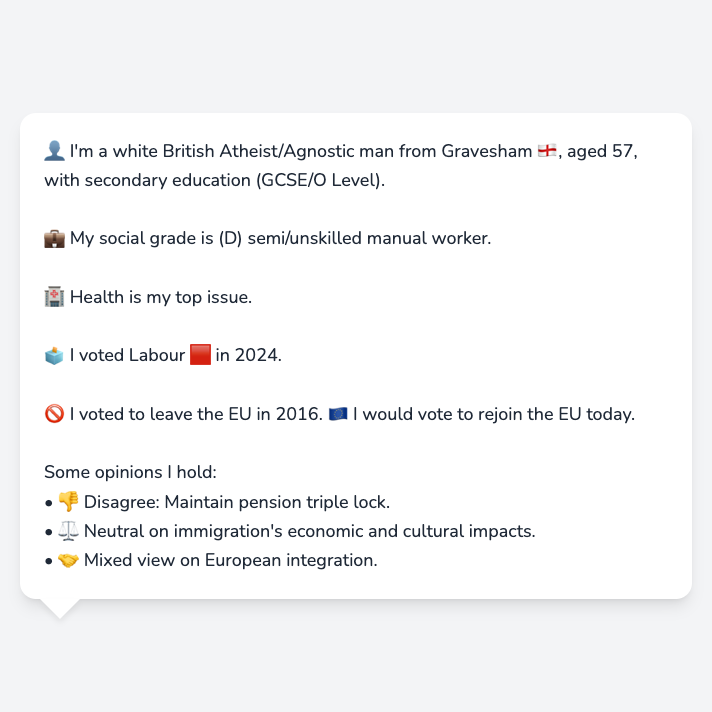 👤 I'm a white British Atheist/Agnostic man from Gravesham 🏴󠁧󠁢󠁥󠁮󠁧󠁿, aged 57,
with secondary education (GCSE/O Level).
💼 My social grade is (D) semi/unskilled manual worker.
🏥 Health is my top issue.
🗳️ I voted Labour 🟥 in 2024.
🚫 I voted to leave the EU in 2016. 🇪🇺 I would vote to rejoin the EU today.
Some opinions I hold:
• 👎 Disagree: Maintain pension triple lock.
• ⚖️ Neutral on immigration's economic and cultural impacts.
• 🤝 Mixed view on European integration.